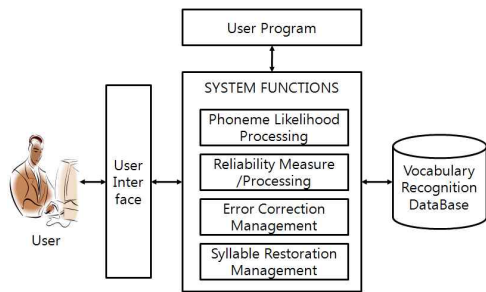 User Program
SYSTEM FUNCTIONS
Phoneme Likelihood
Processing
Reliability Measure
/Processing
Error Correction
Management
Syllable Restoration
Management
User
Inter
face
User
Vocabulary
Recognition
DataBase